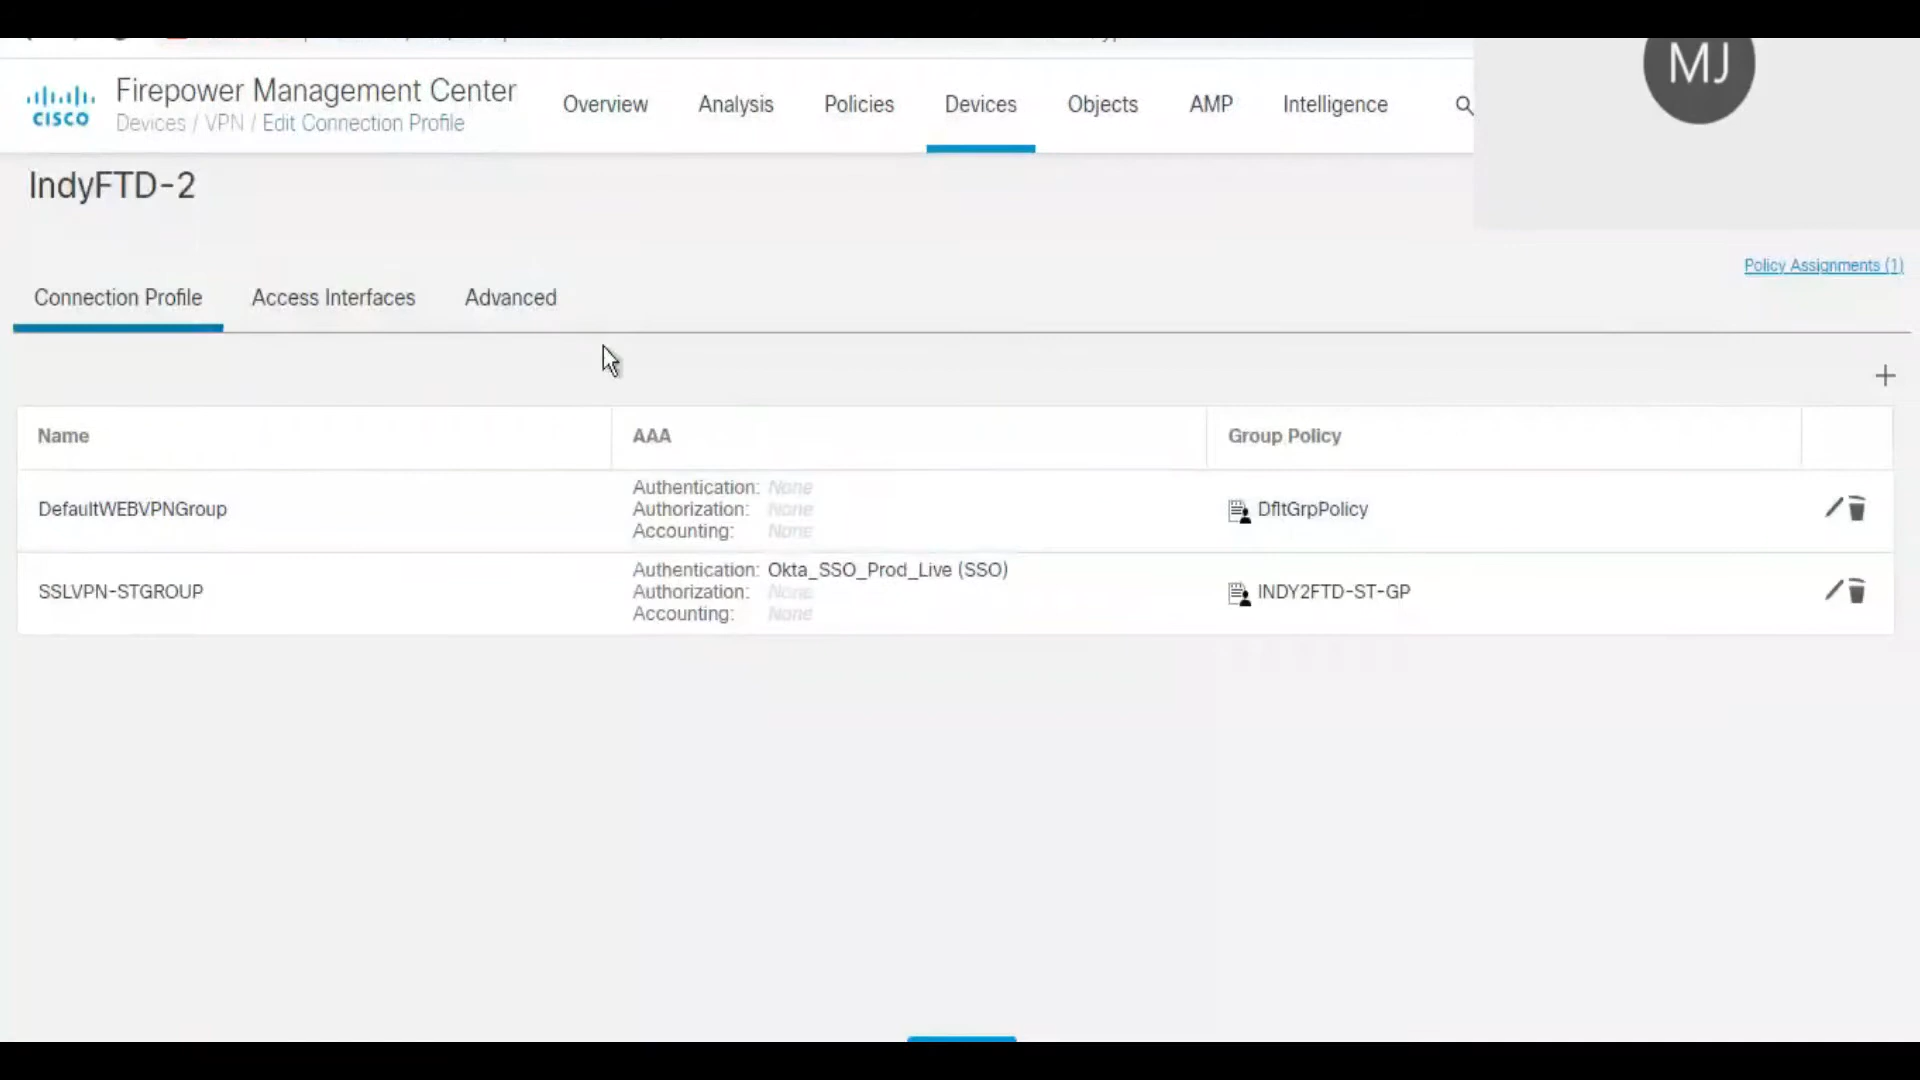 MJ
CISCO
Firepower Management Center
Devices / VPN / Edit Connection Profile
Overview
Analysis
Policies
Devices
Objects
AMP
Intelligence
IndyFTD-2
Policy Assignments (1)
Connection Profile
Access Interfaces
Advanced
Name
AAA
Group Policy
DefaultWEBVPNGroup
Authentication: None
Authorization: None
Accounting: None
DfltGrpPolicy
SSLVPN-STGROUP
Authentication: Okta_SSO_Prod_Live (SSO)
Authorization: None
Accounting: None
INDY2FTD-ST-GP